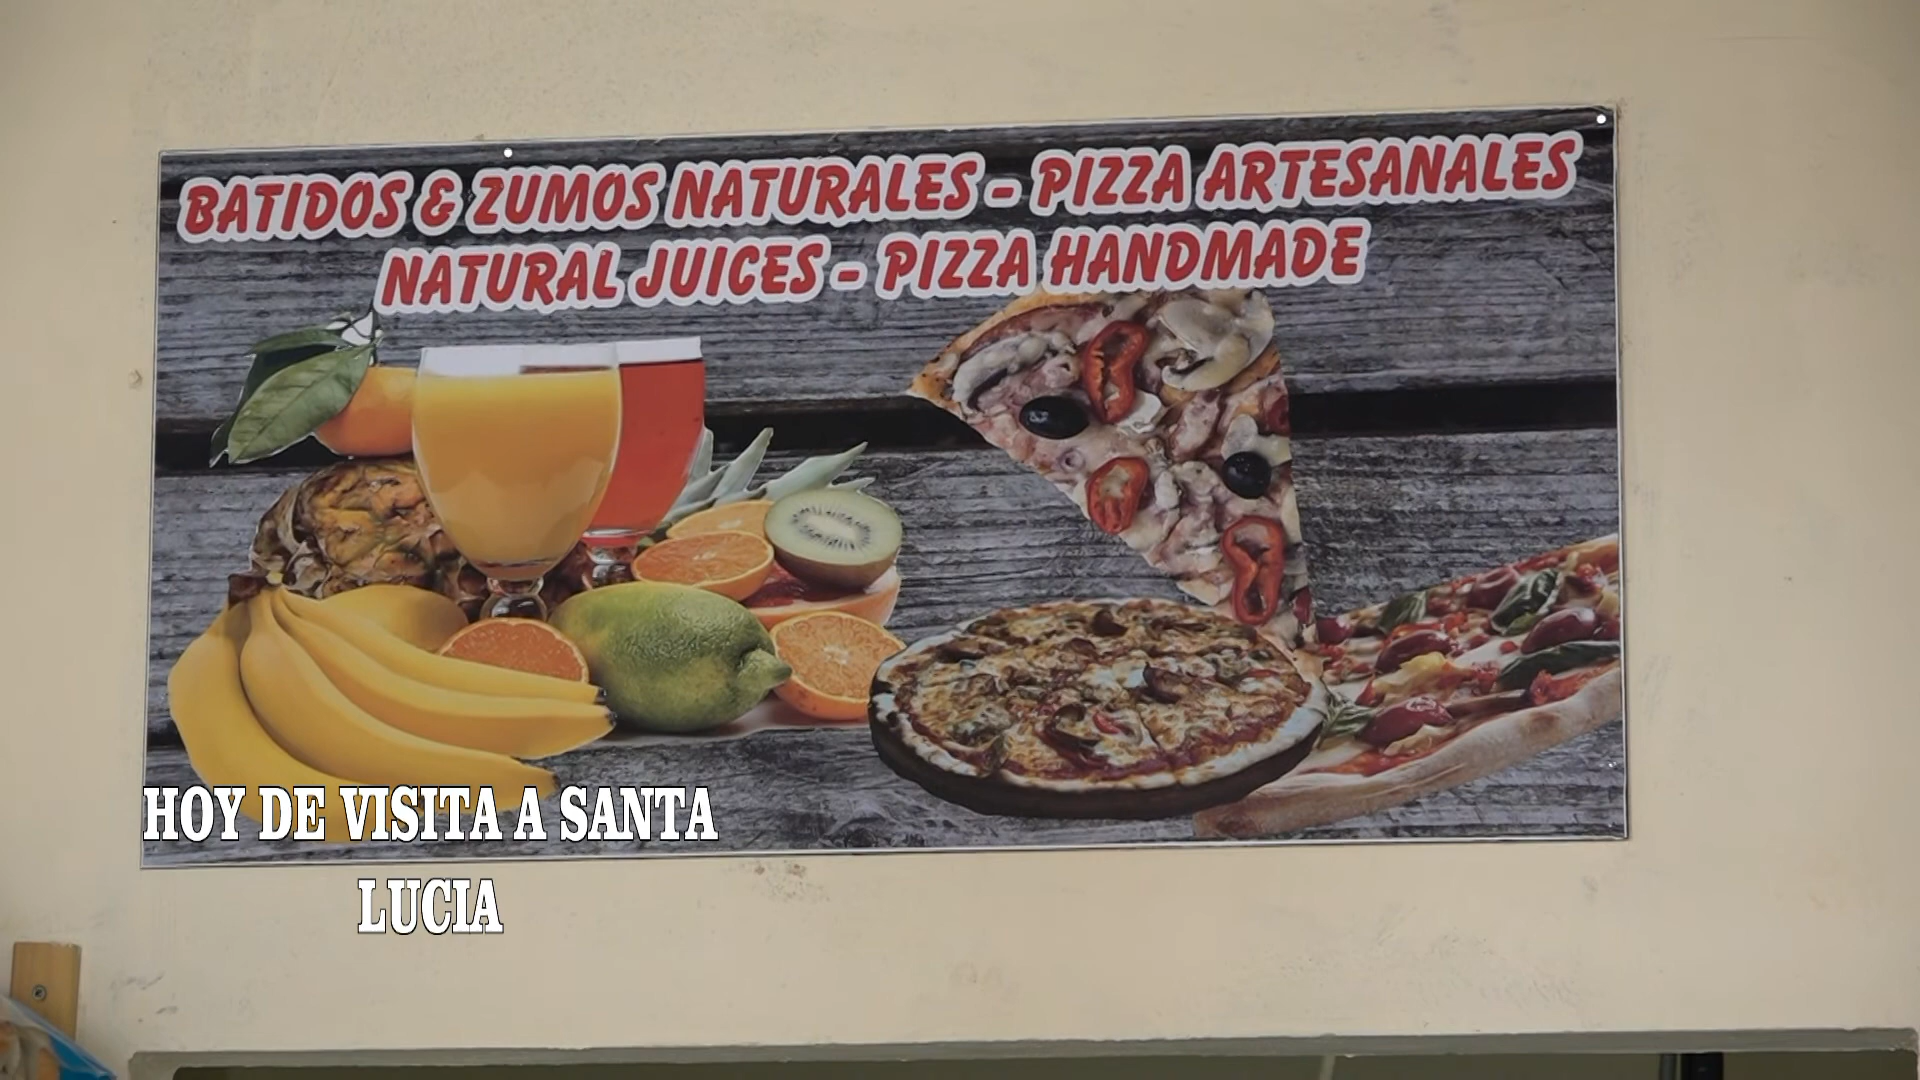 BATIDOS & ZUMOS NATURALES - PIZZA ARTESANALES
NATURAL JUICES - PIZZA HANDMADE
HOY DE VISITA A SANTA
LUCIA